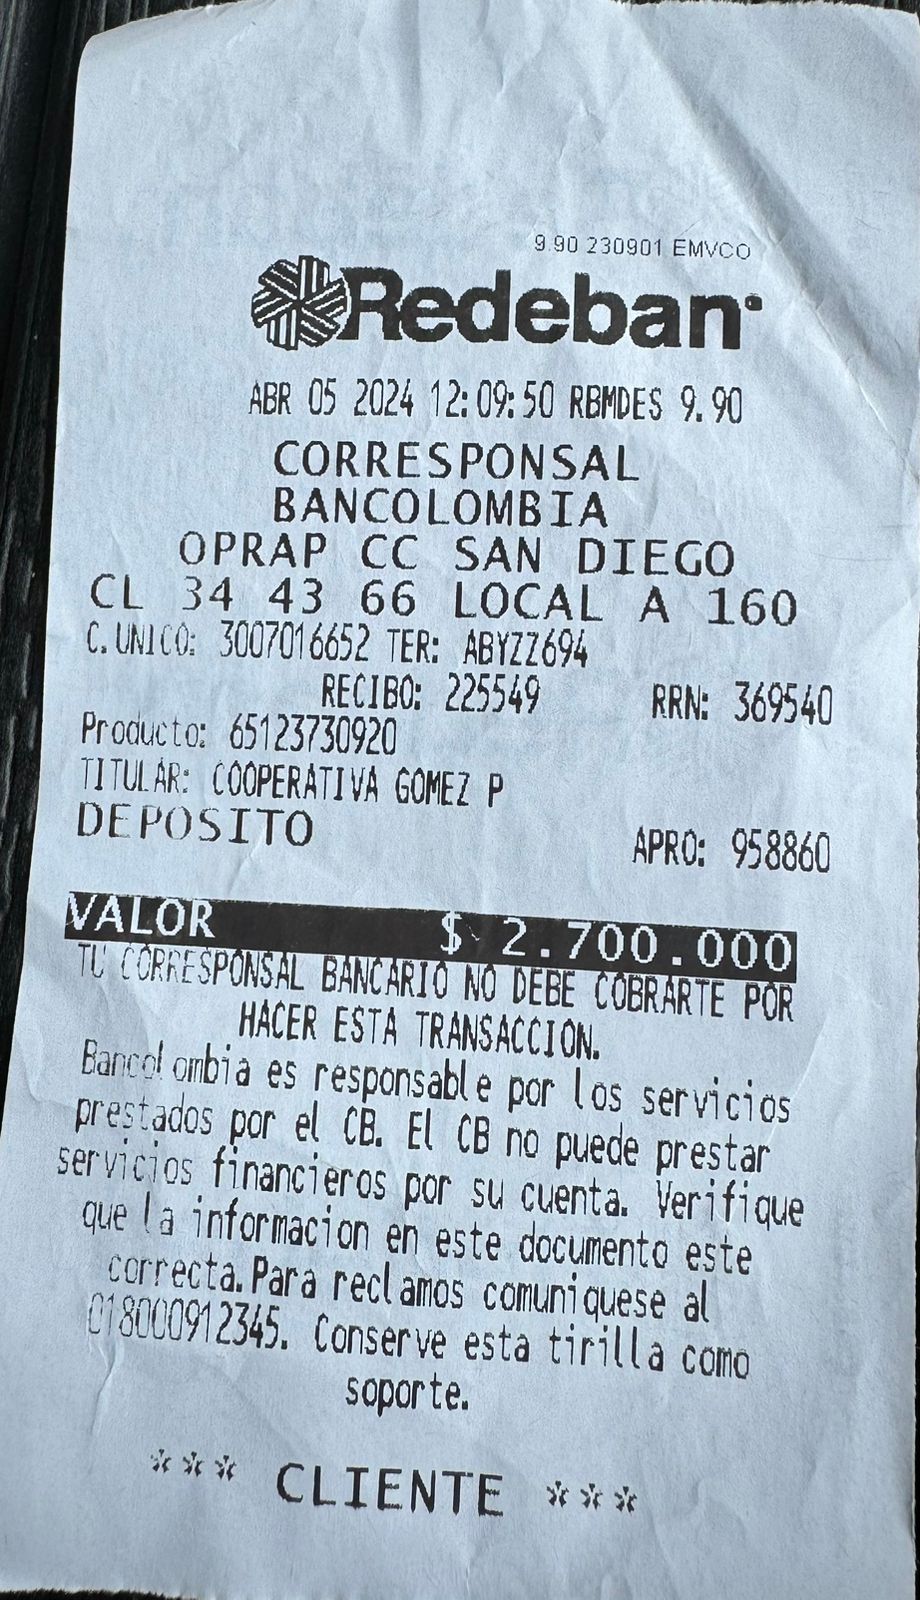 9.90 230901 EMVCO
Redeban
ABR 05 2024 12:09:50 RBMDES 9.90
CORRESPONSAL
BANCOLOMBIA
OPRAP CC SAN DIEGO
CL 34 43 66 LOCAL A 160
C.UNICO: 3007016652 TER: ABYZZ694
RECIBO: 225549 RRN: 369540
Producto: 65123730920
TITULAR: COOPERATIVA GOMEZ P
DEPOSITO APRO: 958860
VALOR $ 2.700.000
TU CORRESPONSAL BANCARIO NO DEBE COBRARTE POR
HACER ESTA TRANSACCION.
Bancolombia es responsable por los servicios
prestados por el CB. El CB no puede prestar
servicios financieros por su cuenta. Verifique
que la informacion en este documento este
correcta.Para reclamos comuniquese al
018000912345. Conserve esta tirilla como
soporte.
*** CLIENTE ***